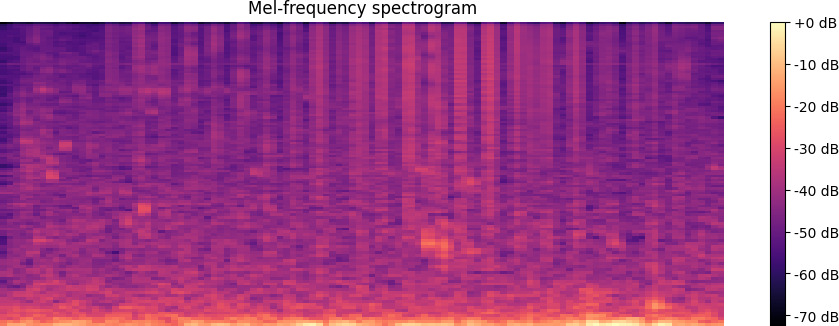 Mel-frequency spectrogram
+0 dB
-10 dB
-20 dB
-30 dB
-40 dB
-50 dB
-60 dB
-70 dB